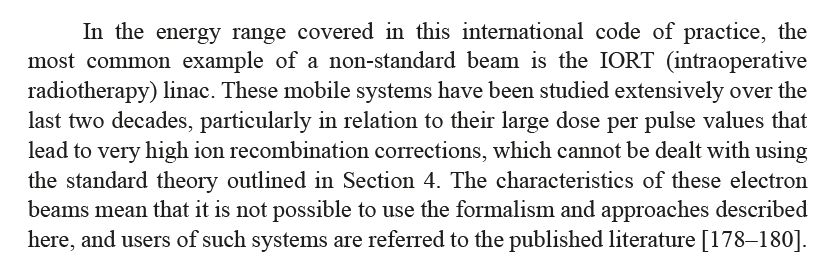 In the energy range covered in this international code of practice, the
most common example of a non-standard beam is the IORT (intraoperative
radiotherapy) linac. These mobile systems have been studied extensively over the
last two decades, particularly in relation to their large dose per pulse values that
lead to very high ion recombination corrections, which cannot be dealt with using
the standard theory outlined in Section 4. The characteristics of these electron
beams mean that it is not possible to use the formalism and approaches described
here, and users of such systems are referred to the published literature [178–180].